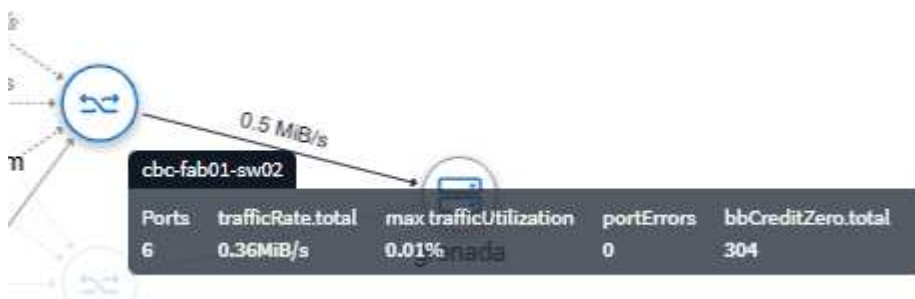 0.5 MiB/s
m
cbc-fab01-sw02
Ports trafficRate.total max trafficUtilization portErrors bbCreditZero.total
6 0.36MiB/s 0.01% 0 304